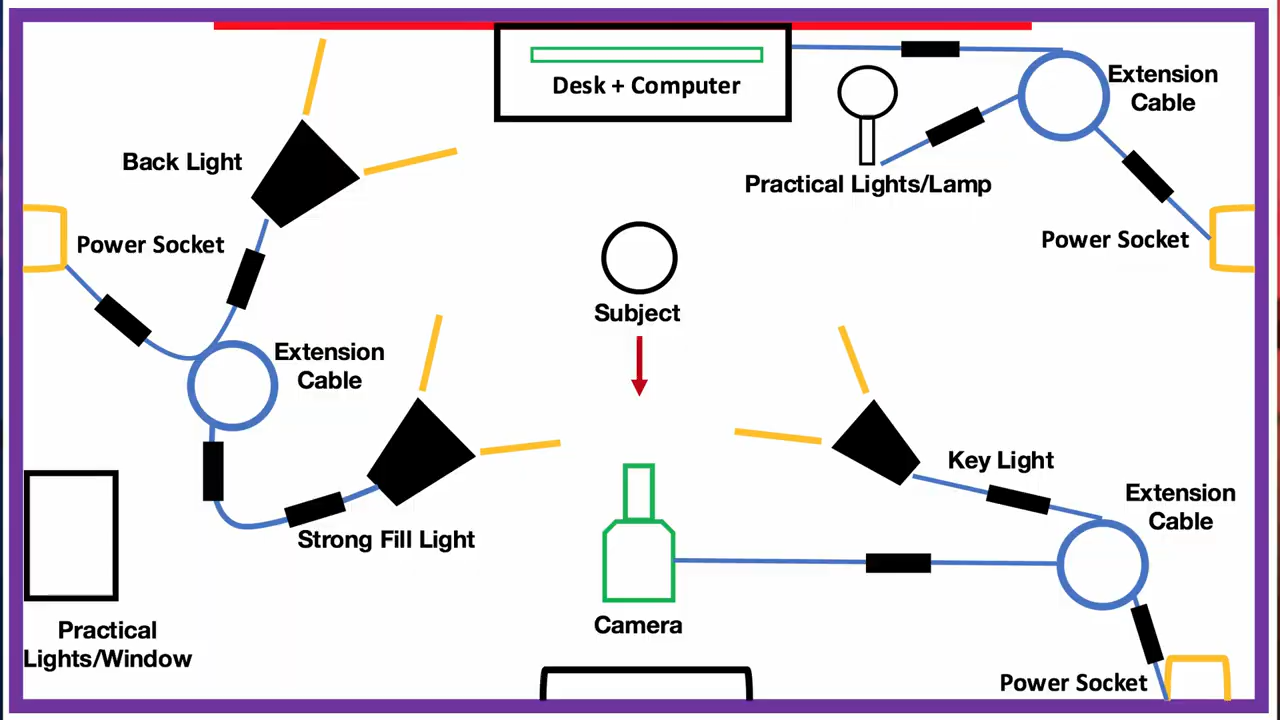 Desk + Computer
Extension
Cable
Back Light
Practical Lights/Lamp
Power Socket
Power Socket
Subject
Extension
Cable
Key Light
Extension
Cable
Strong Fill Light
Camera
Practical
Lights/Window
Power Socket